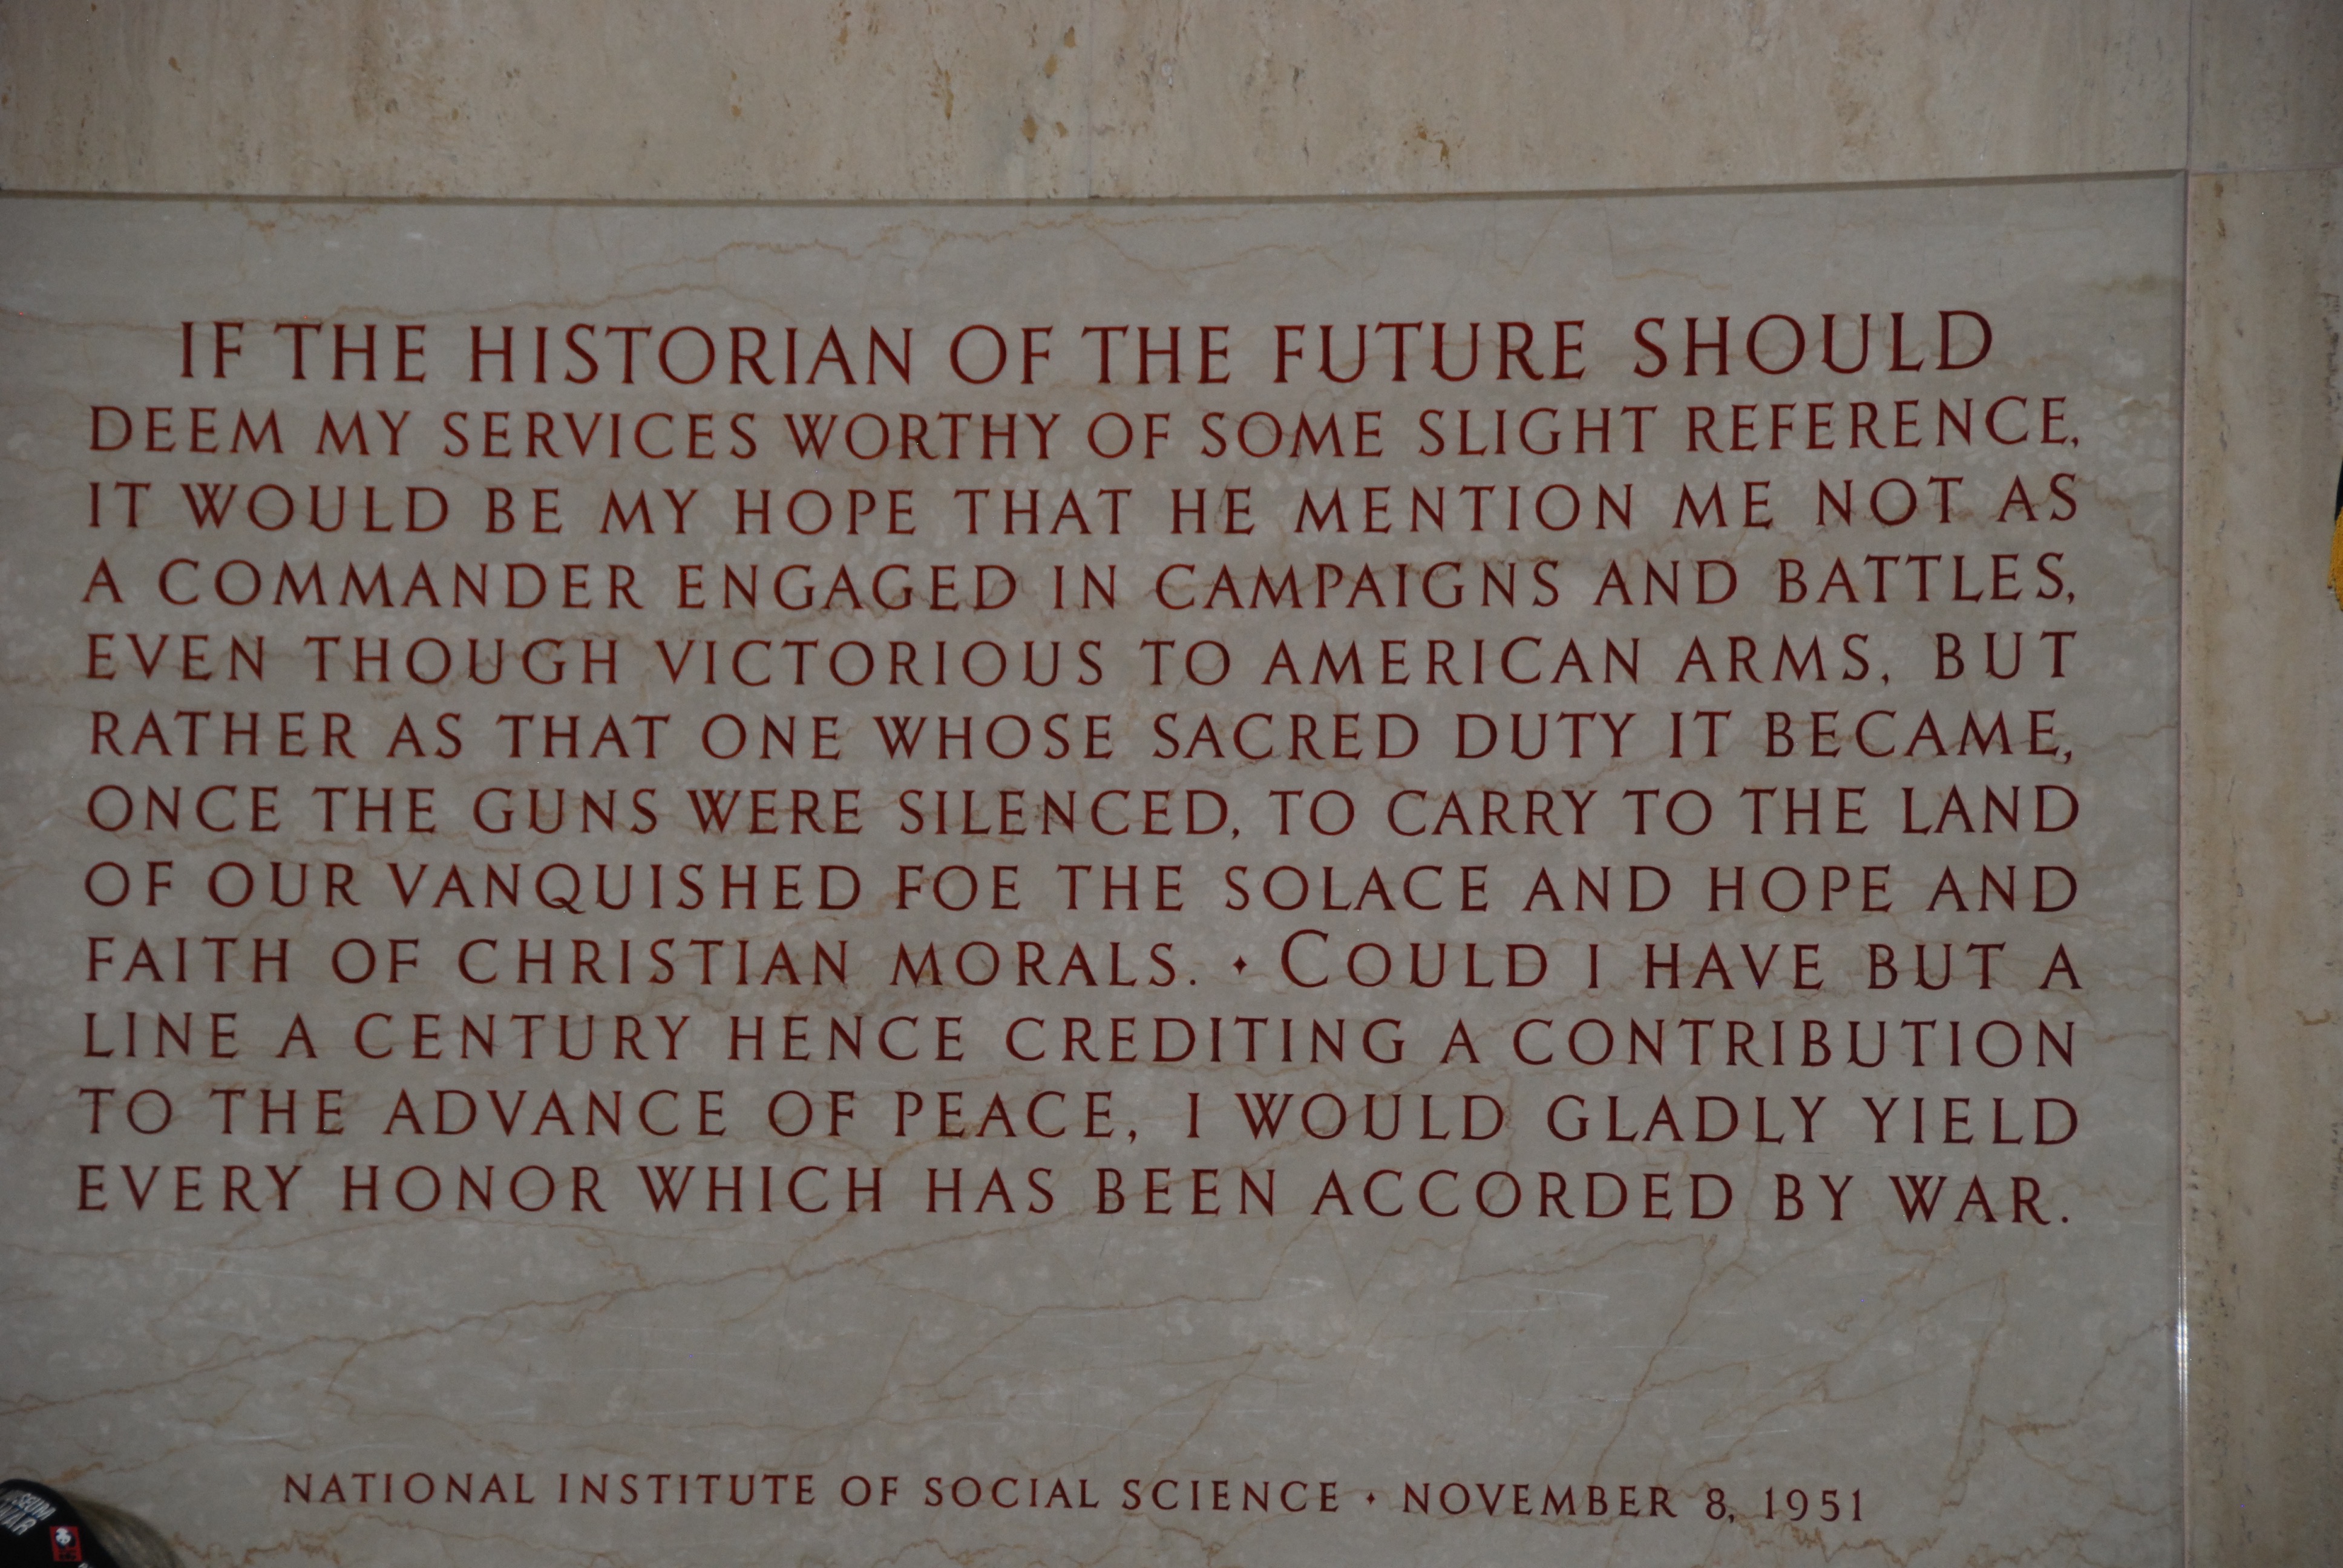 IF THE HISTORIAN OF THE FUTURE SHOULD
DEEM MY SERVICES WORTHY OF SOME SLIGHT REFERENCE,
IT WOULD BE MY HOPE THAT HE MENTION ME NOT AS
A COMMANDER ENGAGED IN CAMPAIGNS AND BATTLES,
EVEN THOUGH VICTORIOUS TO AMERICAN ARMS, BUT
RATHER AS THAT ONE WHOSE SACRED DUTY IT BECAME,
ONCE THE GUNS WERE SILENCED, TO CARRY TO THE LAND
OF OUR VANQUISHED FOE THE SOLACE AND HOPE AND
FAITH OF CHRISTIAN MORALS. · COULD I HAVE BUT A
LINE A CENTURY HENCE CREDITING A CONTRIBUTION
TO THE ADVANCE OF PEACE, I WOULD GLADLY YIELD
EVERY HONOR WHICH HAS BEEN ACCORDED BY WAR.
NATIONAL INSTITUTE OF SOCIAL SCIENCE · NOVEMBER 8, 1951